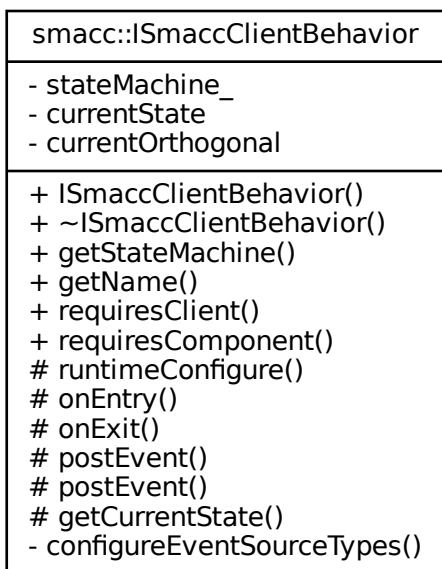 smacc::ISmaccClientBehavior
- stateMachine_
- currentState
- currentOrthogonal
+ ISmaccClientBehavior()
+ ~ISmaccClientBehavior()
+ getStateMachine()
+ getName()
+ requiresClient()
+ requiresComponent()
# runtimeConfigure()
# onEntry()
# onExit()
# postEvent()
# postEvent()
# getCurrentState()
- configureEventSourceTypes()